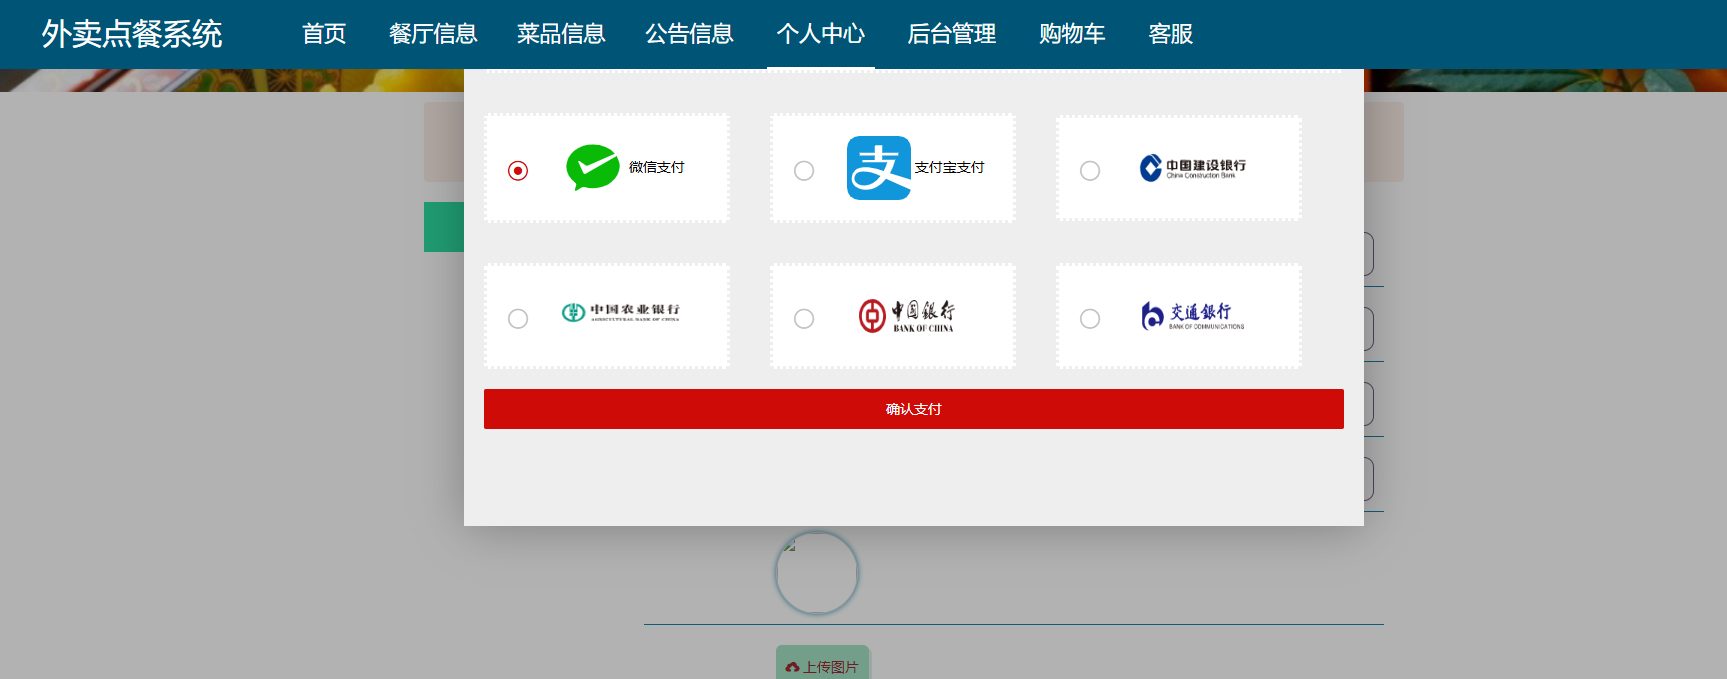 外卖点餐系统 首页 餐厅信息 菜品信息 公告信息 个人中心 后台管理 购物车 客服
微信支付 支 支付宝支付 中国建设银行
China Construction Bank
中国农业银行 中国银行 交通银行
AGRICULTURAL BANK OF CHINA BANK OF CHINA BANK OF COMMUNICATIONS
确认支付
上传图片